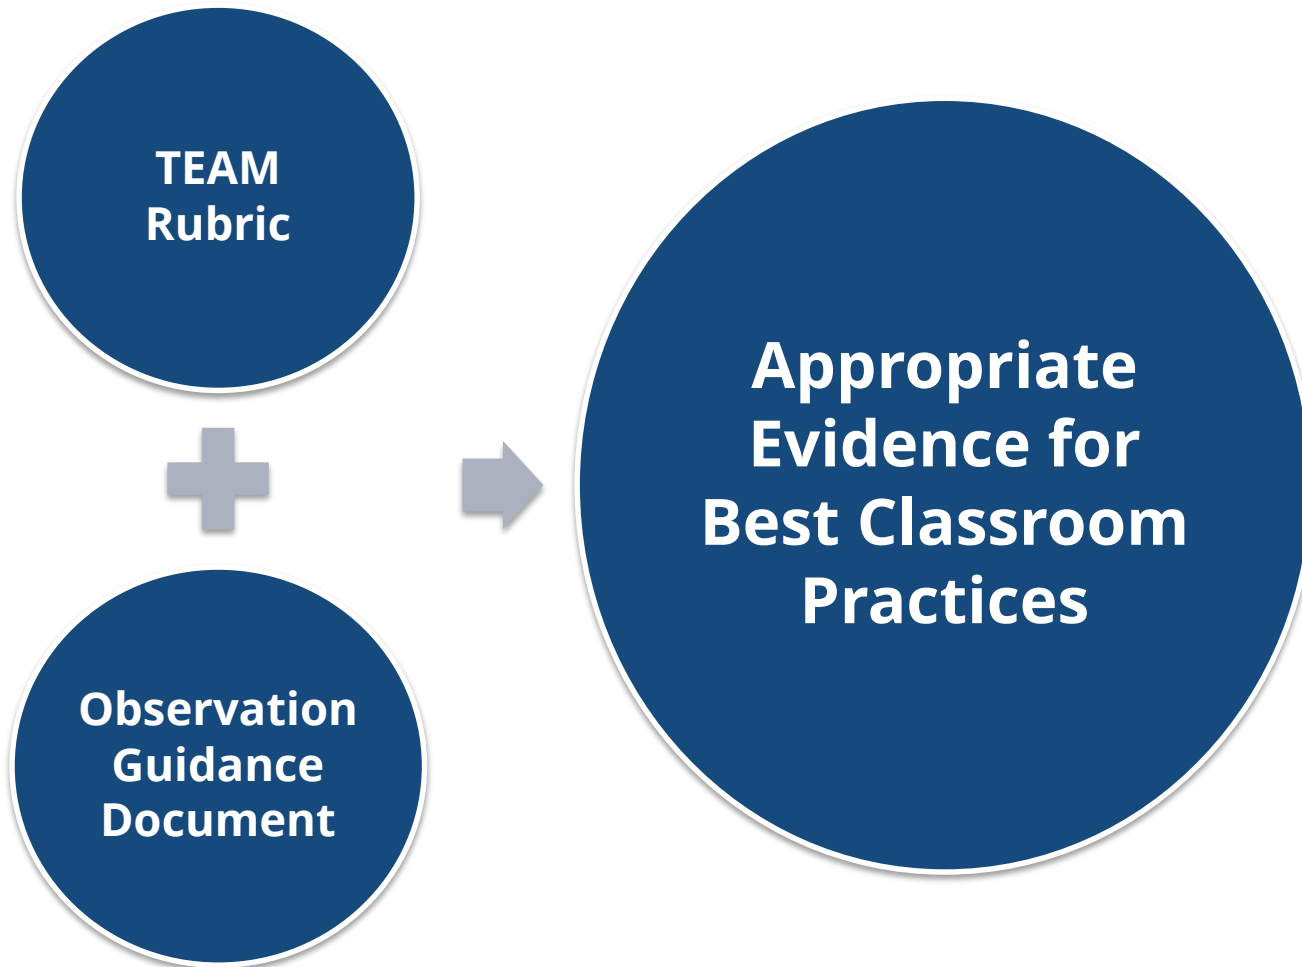 TEAM
Rubric
Observation
Guidance
Document
Appropriate
Evidence for
Best Classroom
Practices